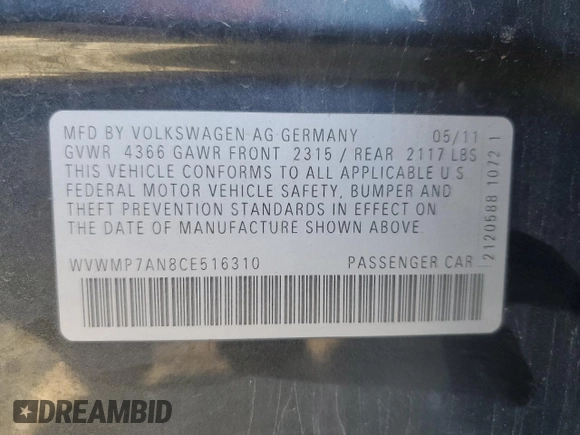 MFD BY VOLKSWAGEN AG GERMANY 05/11
GVWR 4366 GAWR FRONT 2315 / REAR 2117 LBS
THIS VEHICLE CONFORMS TO ALL APPLICABLE U S
FEDERAL MOTOR VEHICLE SAFETY, BUMPER AND
THEFT PREVENTION STANDARDS IN EFFECT ON
THE DATE OF MANUFACTURE SHOWN ABOVE.
WVWMP7AN8CE516310 PASSENGER CAR
2120588 1072 1
DREAMBID